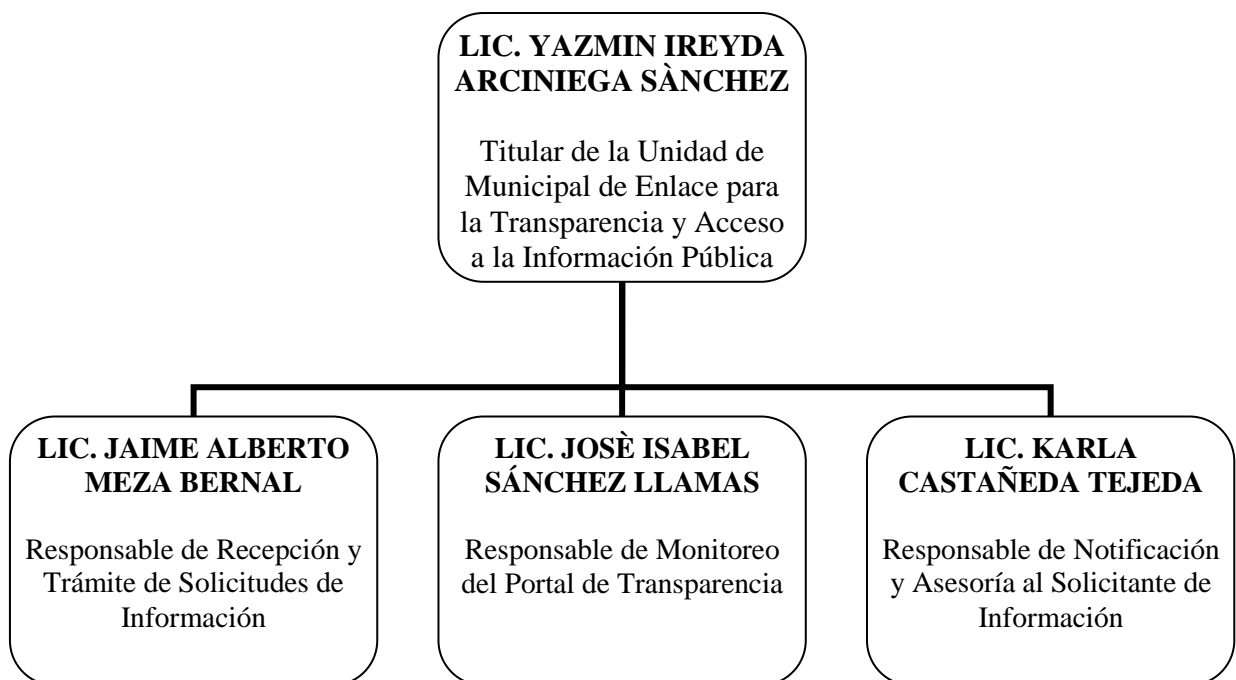 LIC. YAZMIN IREYDA
ARCINIEGA SÀNCHEZ
Titular de la Unidad de
Municipal de Enlace para
la Transparencia y Acceso
a la Información Pública
LIC. JAIME ALBERTO
MEZA BERNAL
Responsable de Recepción y
Trámite de Solicitudes de
Información
LIC. JOSÈ ISABEL
SÁNCHEZ LLAMAS
Responsable de Monitoreo
del Portal de Transparencia
LIC. KARLA
CASTAÑEDA TEJEDA
Responsable de Notificación
y Asesoría al Solicitante de
Información